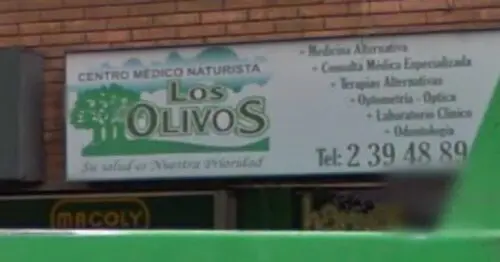 CENTRO MÉDICO NATURISTA
Los
OLIVOS
Su salud es Nuestra Prioridad
- Medicina Alternativa
- Consulta Médica Especializada
- Terapias Alternativas
- Optometría - Optica
- Laboratorio Clínico
- Odontología
Tel: 2 39 48 89
MACOLY